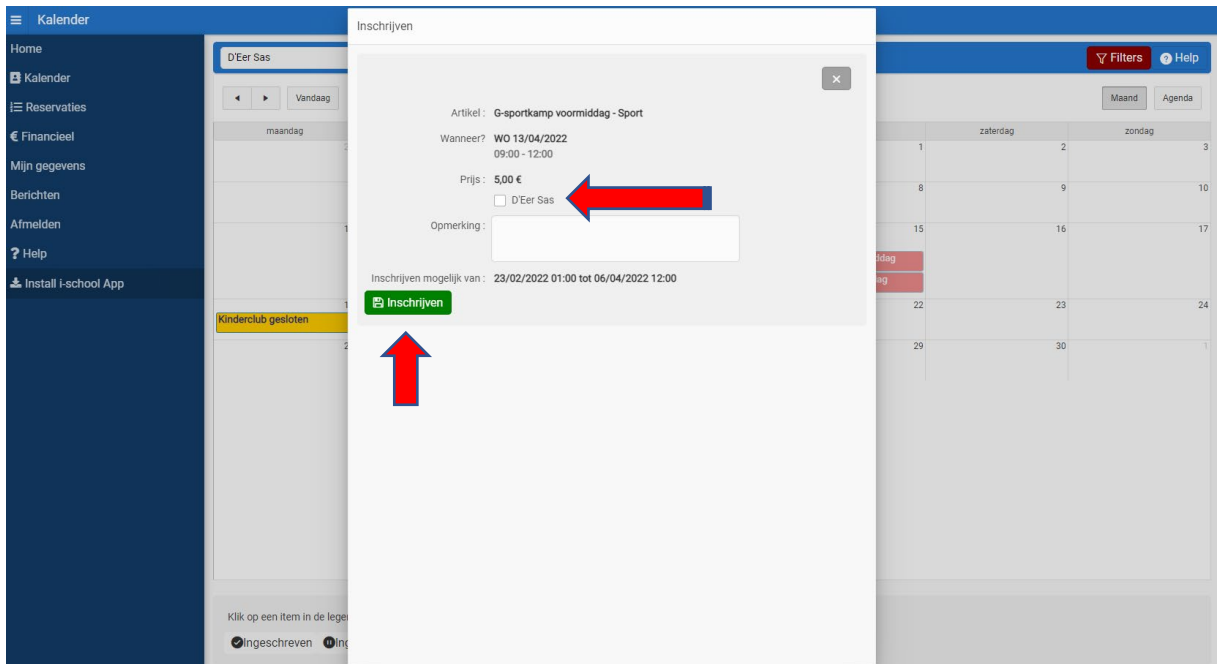 Kalender
Home
Kalender
Reservaties
€ Financieel
Mijn gegevens
Berichten
Afmelden
? Help
Install i-school App
D'Eer Sas
Filters
Help
Vandaag
Maand
Agenda
maandag
zaterdag
zondag
1
2
3
8
9
10
15
16
17
22
23
24
Kinderclub gesloten
29
30
1
Inschrijven
Artikel : G-sportkamp voormiddag - Sport
Wanneer? WO 13/04/2022
09:00 - 12:00
Prijs : 5,00 €
D'Eer Sas
Opmerking :
Inschrijven mogelijk van : 23/02/2022 01:00 tot 06/04/2022 12:00
Inschrijven
Klik op een item in de
Ingeschreven